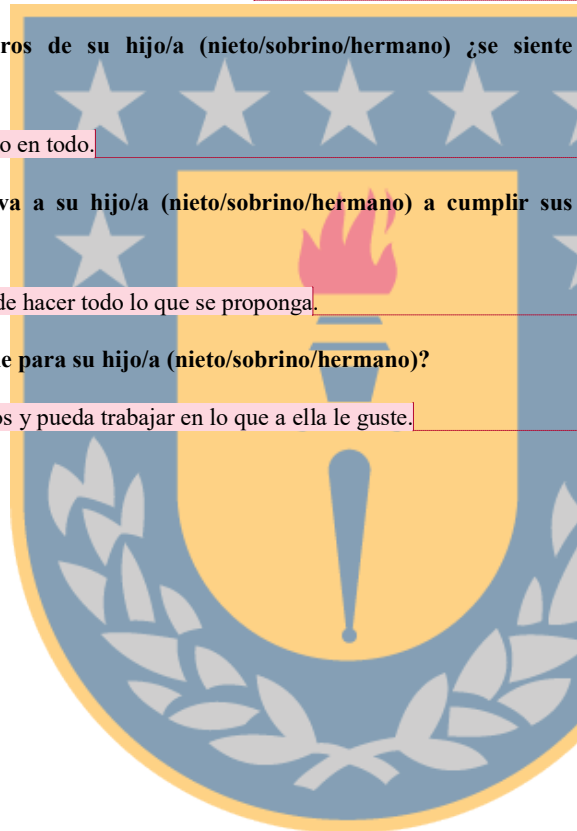 ros de su hijo/a (nieto/sobrino/hermano) ¿se siente
o en todo.
va a su hijo/a (nieto/sobrino/hermano) a cumplir sus
de hacer todo lo que se proponga.
e para su hijo/a (nieto/sobrino/hermano)?
os y pueda trabajar en lo que a ella le guste.